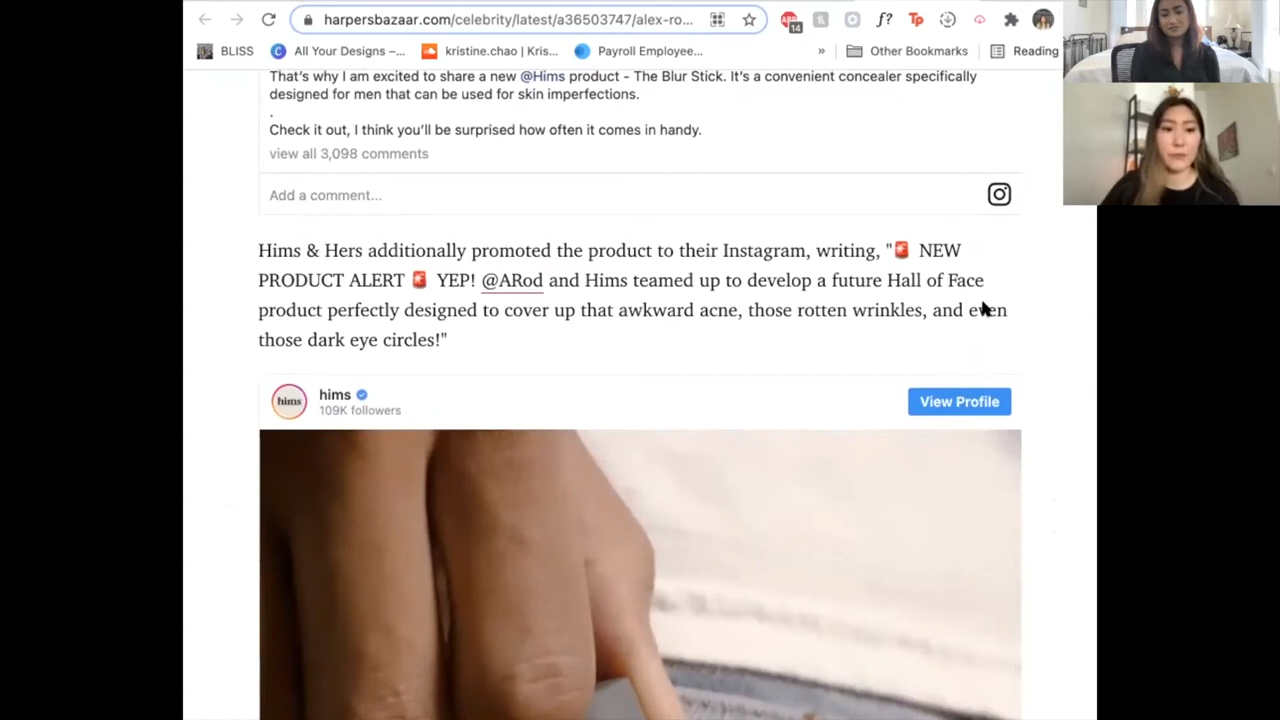 harpersbazaar.com/celebrity/latest/a36503747/alex-ro...
14
f?
Tp
BLISS
All Your Designs –...
kristine.chao | Kris...
Payroll Employee...
»
Other Bookmarks
Reading
That's why I am excited to share a new @Hims product - The Blur Stick. It's a convenient concealer specifically
designed for men that can be used for skin imperfections.
.
Check it out, I think you'll be surprised how often it comes in handy.
view all 3,098 comments
Add a comment...
Hims & Hers additionally promoted the product to their Instagram, writing, "🚨 NEW
PRODUCT ALERT 🚨 YEP! @ARod and Hims teamed up to develop a future Hall of Face
product perfectly designed to cover up that awkward acne, those rotten wrinkles, and even
those dark eye circles!"
hims
hims
109K followers
View Profile